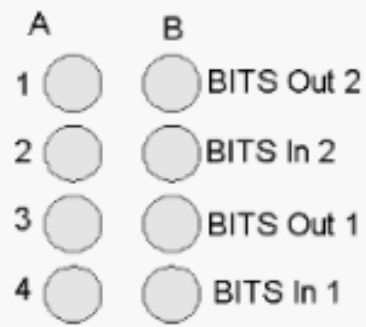 A B
1 BITS Out 2
2 BITS In 2
3 BITS Out 1
4 BITS In 1